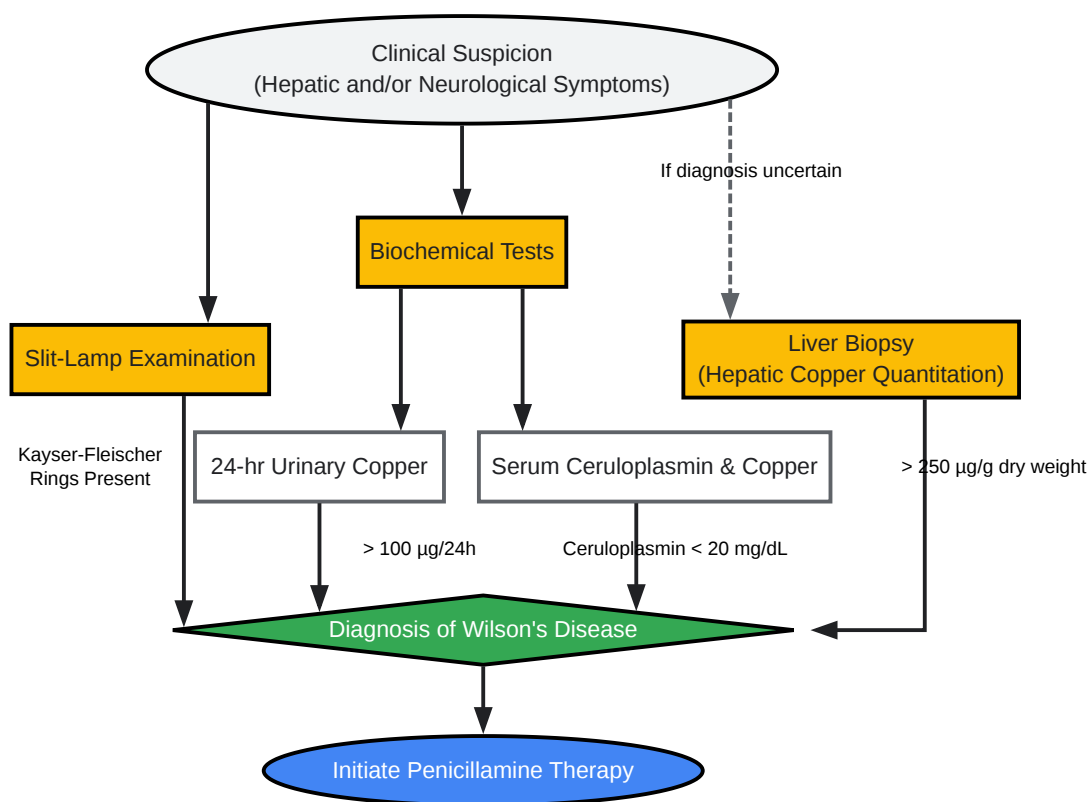 Clinical Suspicion
(Hepatic and/or Neurological Symptoms)
If diagnosis uncertain
Biochemical Tests
Slit-Lamp Examination
Liver Biopsy
(Hepatic Copper Quantitation)
Kayser-Fleischer
Rings Present
24-hr Urinary Copper
Serum Ceruloplasmin & Copper
> 250 µg/g dry weight
> 100 µg/24h
Ceruloplasmin < 20 mg/dL
Diagnosis of Wilson's Disease
Initiate Penicillamine Therapy